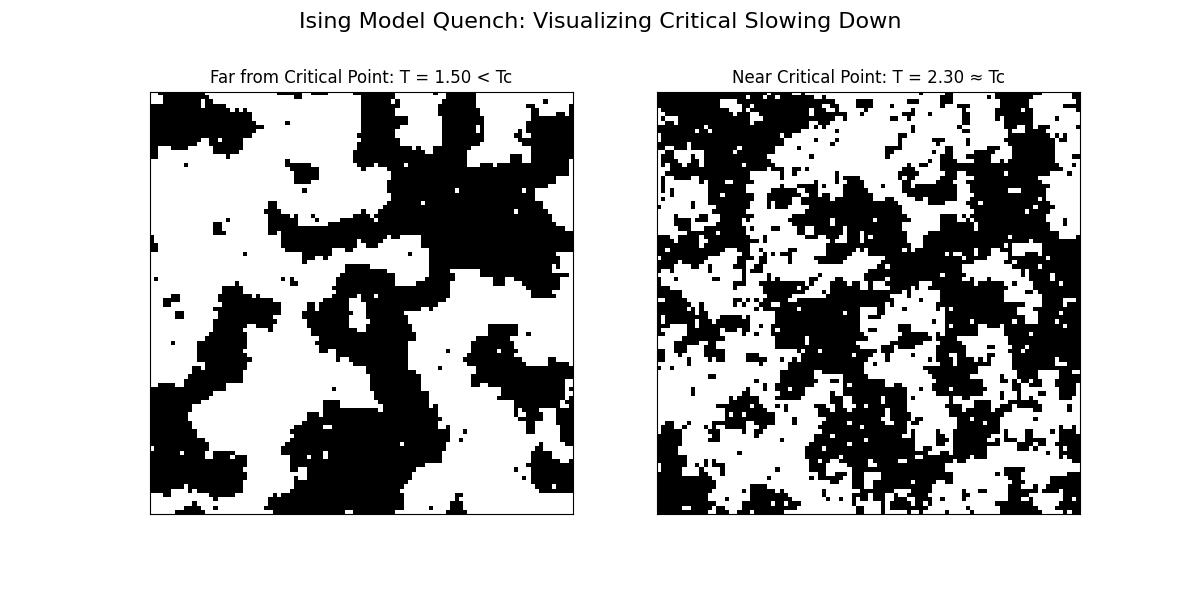 Ising Model Quench: Visualizing Critical Slowing Down
Far from Critical Point: T = 1.50 < Tc
Near Critical Point: T = 2.30 ≈ Tc